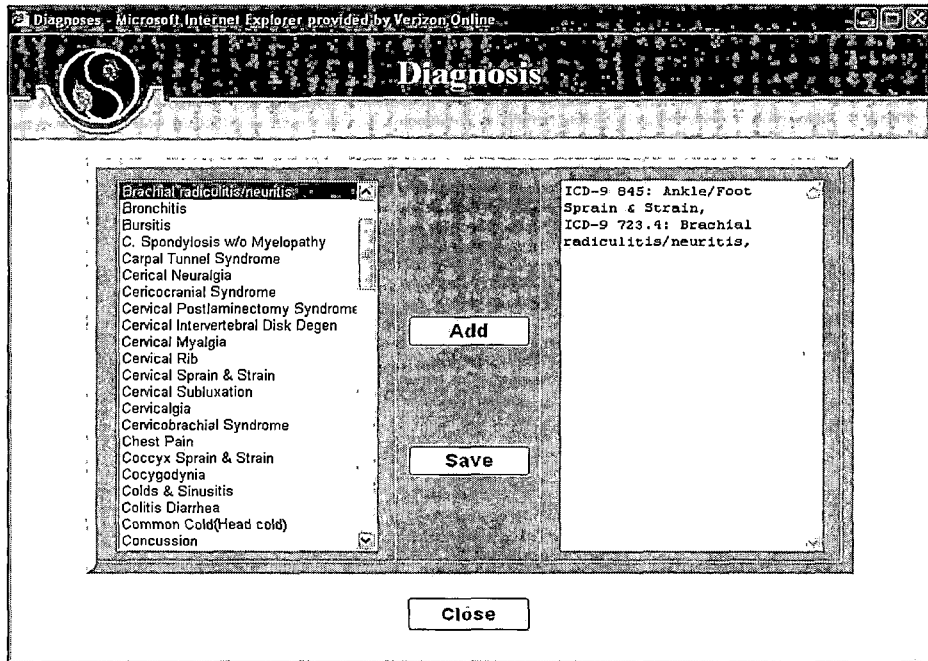 Diagnoses - Microsoft Internet Explorer provided by Verizon Online
Diagnosis
Brachial radiculitis/neuritis
Bronchitis
Bursitis
C. Spondylosis w/o Myelopathy
Carpal Tunnel Syndrome
Cerical Neuralgia
Cericocranial Syndrome
Cervical Postlaminectomy Syndrome
Cervical Intervertebral Disk Degen
Cervical Myalgia
Cervical Rib
Cervical Sprain & Strain
Cervical Subluxation
Cervicalgia
Cervicobrachial Syndrome
Chest Pain
Coccyx Sprain & Strain
Cocygodynia
Colds & Sinusitis
Colitis Diarrhea
Common Cold(Head cold)
Concussion
Add
Save
ICD-9 845: Ankle/Foot
Sprain & Strain,
ICD-9 723.4: Brachial
radiculitis/neuritis,
Close